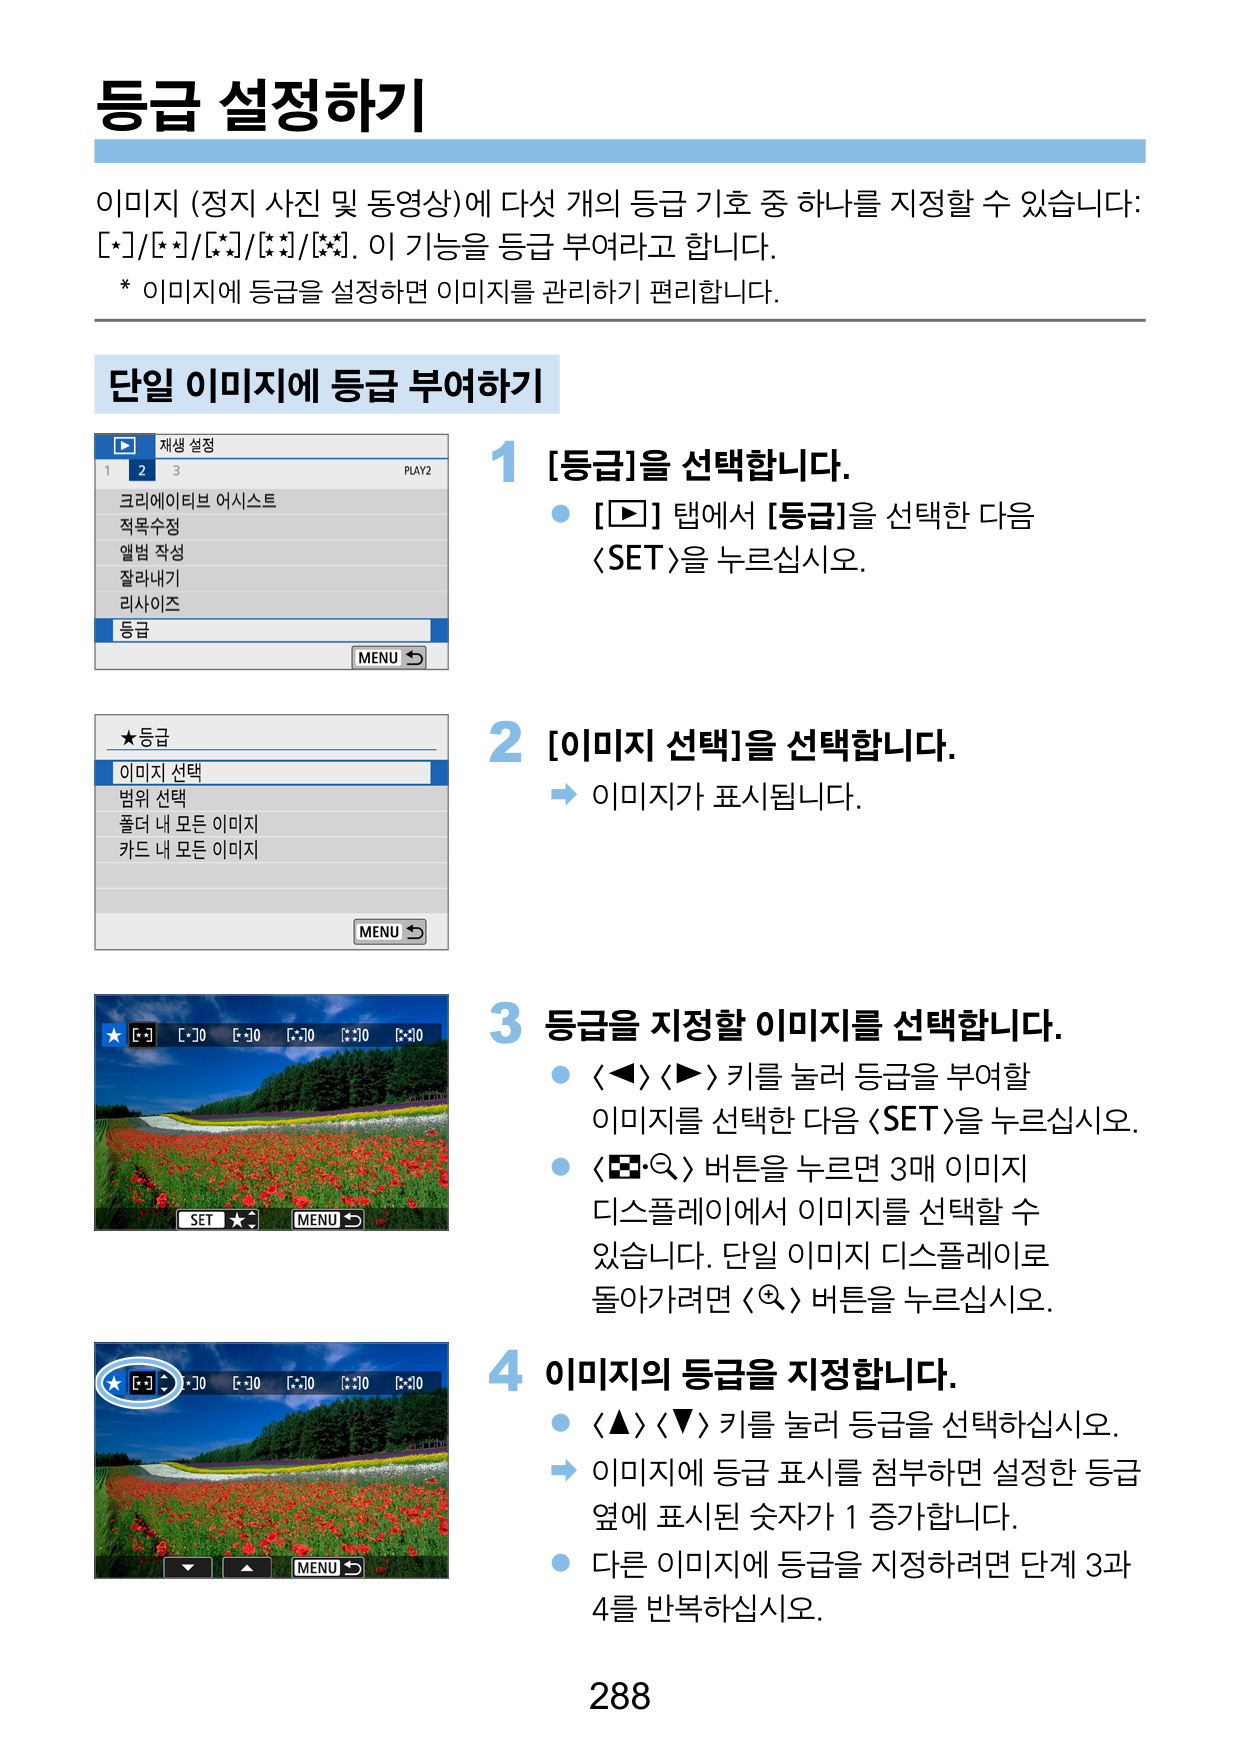 등급 설정하기
이미지 (정지 사진 및 동영상)에 다섯 개의 등급 기호 중 하나를 지정할 수 있습니다:
[★]/[★★]/[★★★]/[★★★★]/[★★★★★]. 이 기능을 등급 부여라고 합니다.
* 이미지에 등급을 설정하면 이미지를 관리하기 편리합니다.
단일 이미지에 등급 부여하기
재생 설정
1 2 3 PLAY2
크리에이티브 어시스트
적목수정
앨범 작성
잘라내기
리사이즈
등급
MENU
1 [등급]을 선택합니다.
● [▶] 탭에서 [등급]을 선택한 다음
〈SET〉을 누르십시오.
★등급
이미지 선택
범위 선택
폴더 내 모든 이미지
카드 내 모든 이미지
MENU
2 [이미지 선택]을 선택합니다.
➡ 이미지가 표시됩니다.
★ [★★] [★]0 [★★]0 [★★★]0 [★★★★]0 [★★★★★]0
SET ★ MENU
3 등급을 지정할 이미지를 선택합니다.
● 〈◀〉〈▶〉키를 눌러 등급을 부여할
이미지를 선택한 다음〈SET〉을 누르십시오.
● 〈〉 버튼을 누르면 3매 이미지
디스플레이에서 이미지를 선택할 수
있습니다. 단일 이미지 디스플레이로
돌아가려면〈〉 버튼을 누르십시오.
★ [★★] [★]0 [★★]0 [★★★]0 [★★★★]0 [★★★★★]0
▼ ▲ MENU
4 이미지의 등급을 지정합니다.
● 〈▲〉〈▼〉키를 눌러 등급을 선택하십시오.
➡ 이미지에 등급 표시를 첨부하면 설정한 등급
옆에 표시된 숫자가 1 증가합니다.
● 다른 이미지에 등급을 지정하려면 단계 3과
4를 반복하십시오.
288